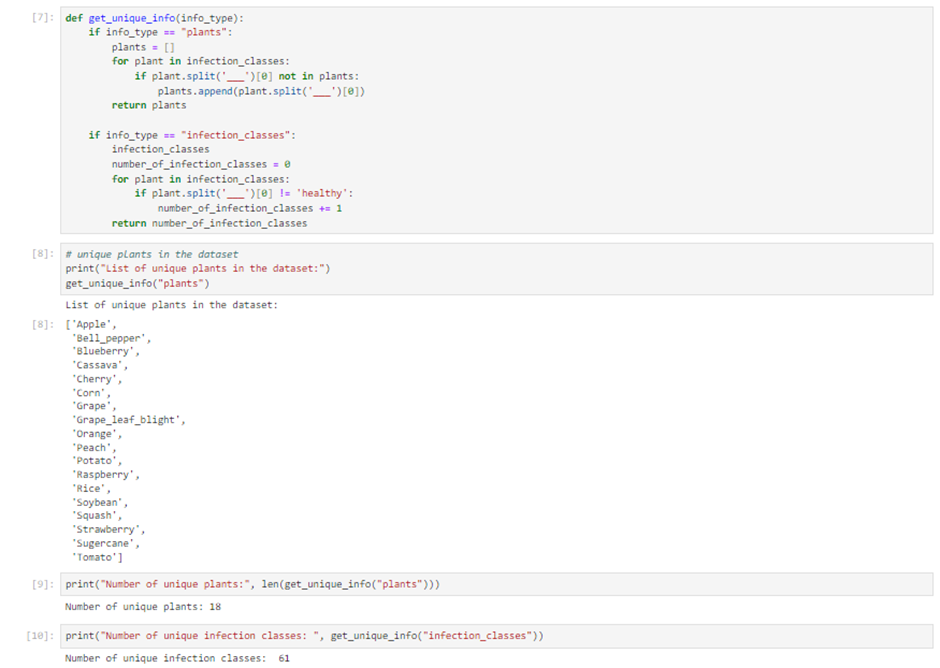 [7]: def get_unique_info(info_type):
    if info_type == "plants":
        plants = []
        for plant in infection_classes:
            if plant.split('___')[0] not in plants:
                plants.append(plant.split('___')[0])
        return plants
    if info_type == "infection_classes":
        infection_classes
        number_of_infection_classes = 0
        for plant in infection_classes:
            if plant.split('___')[0] != 'healthy':
                number_of_infection_classes += 1
        return number_of_infection_classes
[8]: # unique plants in the dataset
print("List of unique plants in the dataset:")
get_unique_info("plants")
List of unique plants in the dataset:
[8]: ['Apple',
'Bell_pepper',
'Blueberry',
'Cassava',
'Cherry',
'Corn',
'Grape',
'Grape_leaf_blight',
'Orange',
'Peach',
'Potato',
'Raspberry',
'Rice',
'Soybean',
'Squash',
'Strawberry',
'Sugercane',
'Tomato']
[9]: print("Number of unique plants:", len(get_unique_info("plants")))
Number of unique plants: 18
[10]: print("Number of unique infection classes: ", get_unique_info("infection_classes"))
Number of unique infection classes:  61